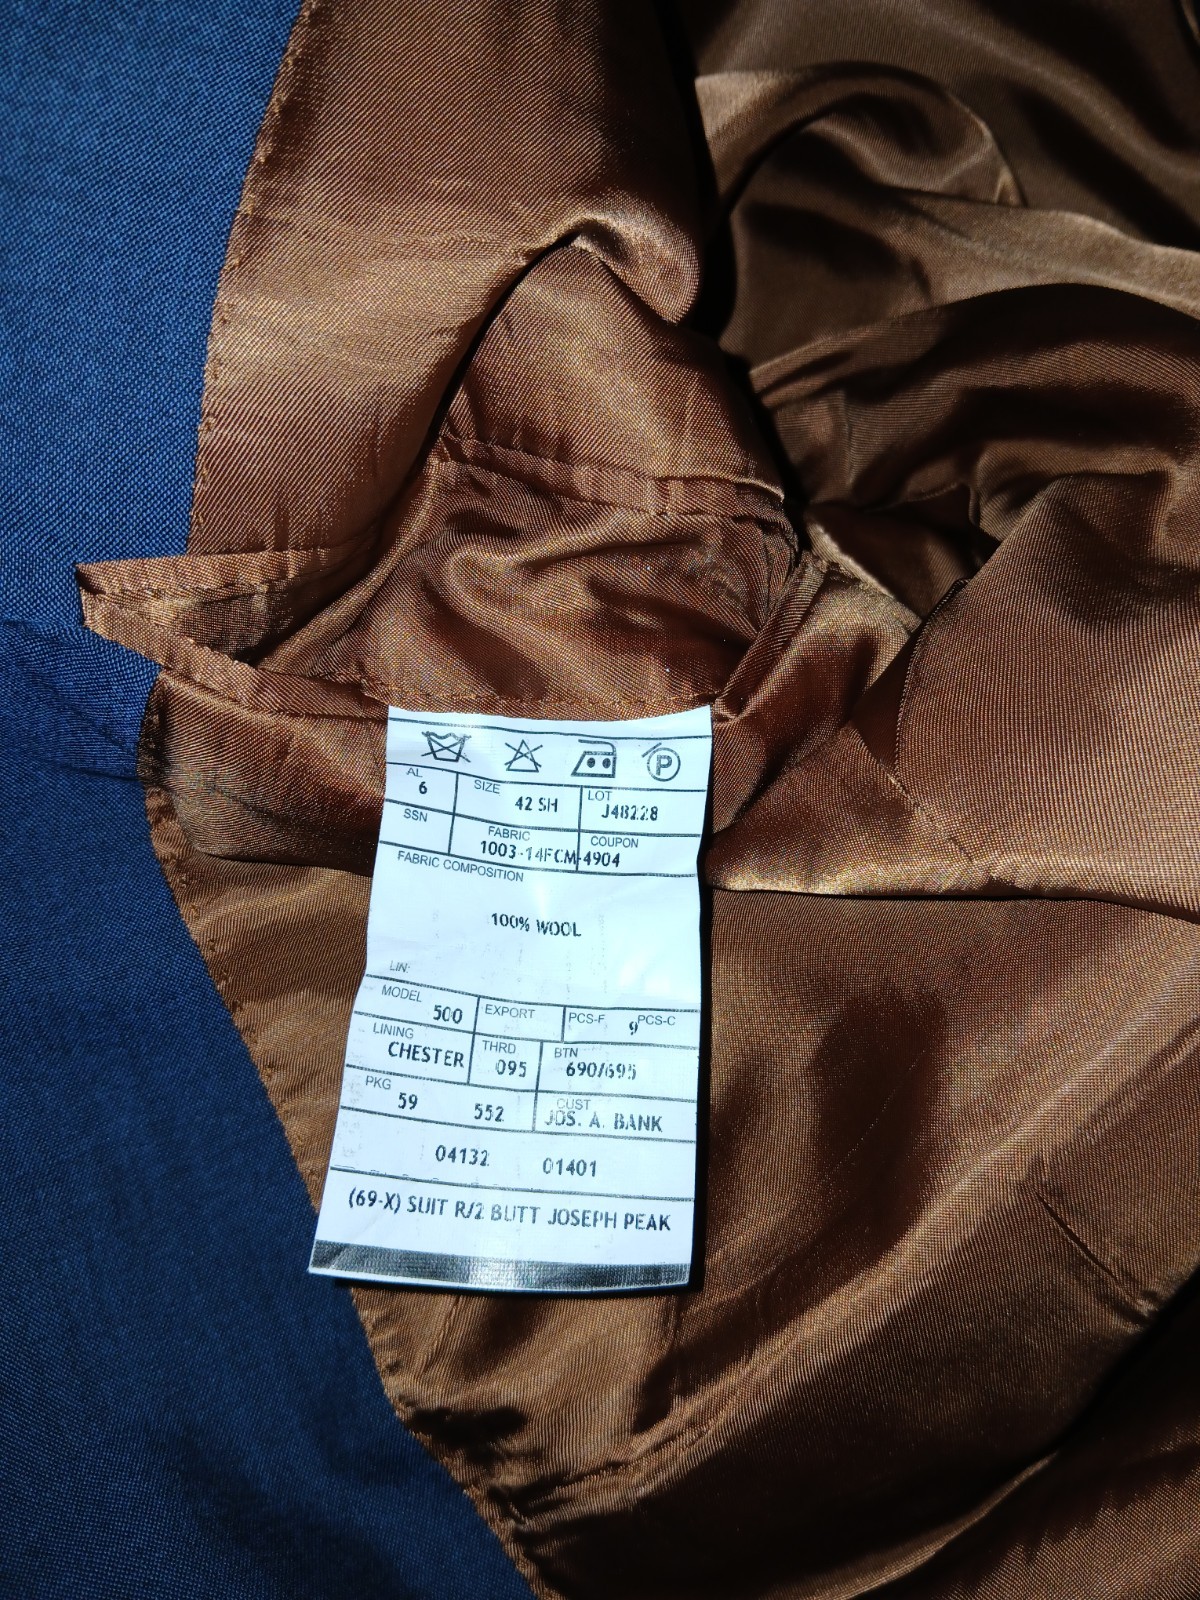 P
AL SIZE LOT
6 42 SH J48228
SSN FABRIC COUPON
1003-14FCM-4904
FABRIC COMPOSITION
100% WOOL
LIN:
MODEL EXPORT PCS-F PCS-C
500 9
LINING THRD BTN
CHESTER 095 690/695
PKG CUST
59 552 JOS. A. BANK
04132 01401
(69-X) SUIT R/2 BUTT JOSEPH PEAK